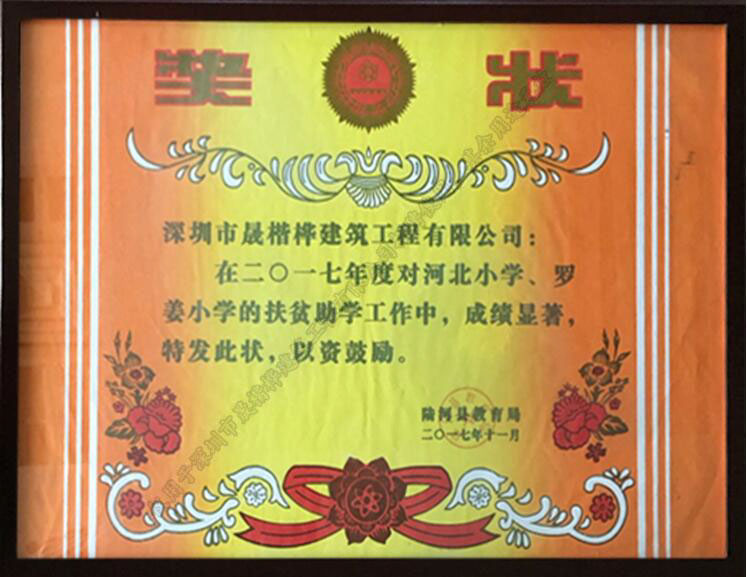 奖状
深圳市晟楷桦建筑工程有限公司：
在二〇一七年度对河北小学、罗
姜小学的扶贫助学工作中，成绩显著，
特发此状，以资鼓励。
陆河县教育局
二〇一七年十一月